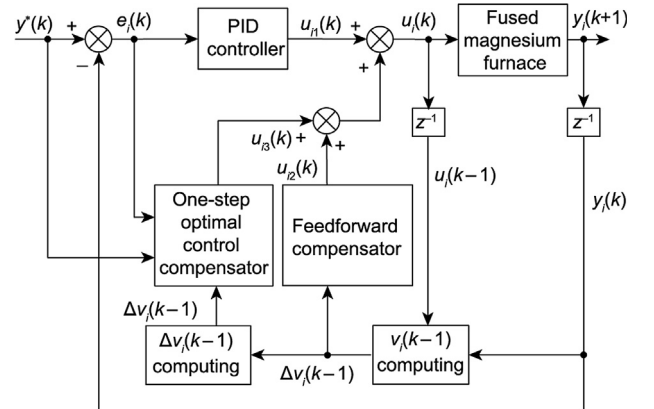 y*(k)
+
e_i(k)
PID
controller
u_i1(k)
+
u_i(k)
Fused
magnesium
furnace
y_i(k+1)
−
+
z⁻¹
z⁻¹
u_i3(k)
+
+
u_i2(k)
u_i(k−1)
y_i(k)
One-step
optimal
control
compensator
Feedforward
compensator
Δv_i(k−1)
Δv_i(k−1)
computing
Δv_i(k−1)
v_i(k−1)
computing